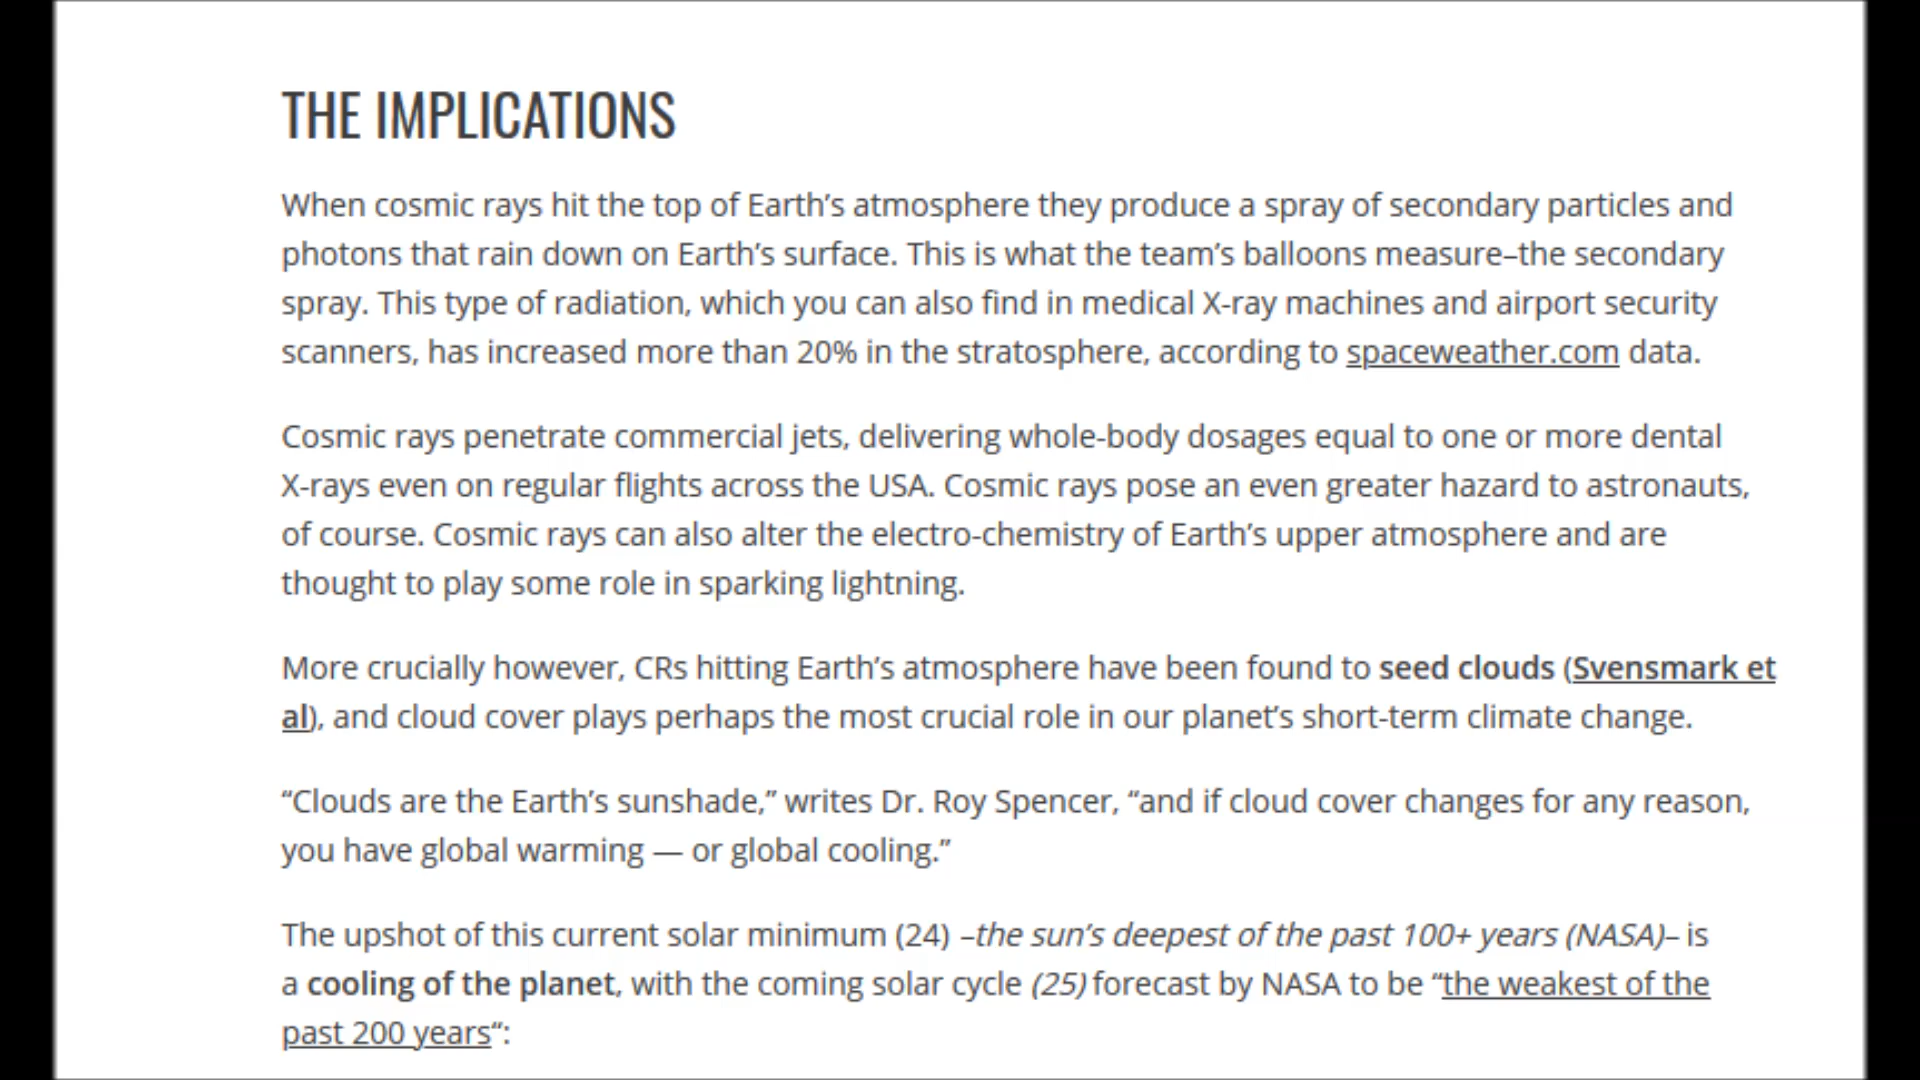 THE IMPLICATIONS
When cosmic rays hit the top of Earth’s atmosphere they produce a spray of secondary particles and
photons that rain down on Earth’s surface. This is what the team’s balloons measure–the secondary
spray. This type of radiation, which you can also find in medical X-ray machines and airport security
scanners, has increased more than 20% in the stratosphere, according to spaceweather.com data.
Cosmic rays penetrate commercial jets, delivering whole-body dosages equal to one or more dental
X-rays even on regular flights across the USA. Cosmic rays pose an even greater hazard to astronauts,
of course. Cosmic rays can also alter the electro-chemistry of Earth’s upper atmosphere and are
thought to play some role in sparking lightning.
More crucially however, CRs hitting Earth’s atmosphere have been found to seed clouds (Svensmark et
al), and cloud cover plays perhaps the most crucial role in our planet’s short-term climate change.
“Clouds are the Earth’s sunshade,” writes Dr. Roy Spencer, “and if cloud cover changes for any reason,
you have global warming — or global cooling.”
The upshot of this current solar minimum (24) –the sun’s deepest of the past 100+ years (NASA)– is
a cooling of the planet, with the coming solar cycle (25) forecast by NASA to be “the weakest of the
past 200 years“: